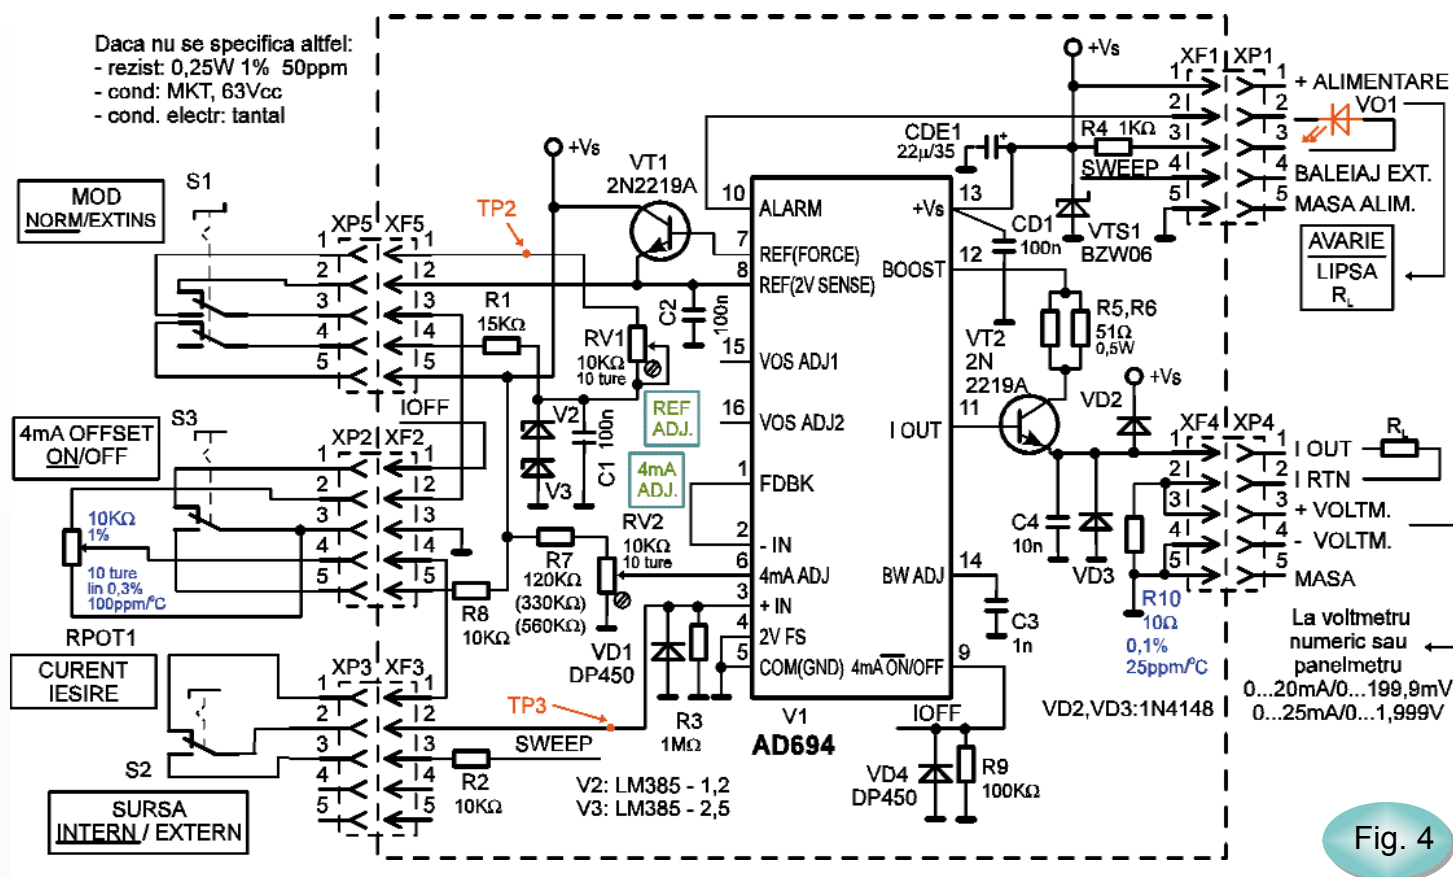 Daca nu se specifica altfel:
- rezist: 0,25W 1% 50ppm
- cond: MKT, 63Vcc
- cond. electr: tantal
+Vs
XF1 XP1
1 1 + ALIMENTARE
2 2 VO1
3 3
4 4 BALEIAJ EXT.
5 5 MASA ALIM.
CDE1
22µ/35
+
R4 1KΩ
SWEEP
+Vs
VT1
2N2219A
S1
MOD
NORM/EXTINS
XP5 XF5
1 1
2 2
3 3
4 4
5 5
TP2
10 ALARM
7 REF(FORCE)
8 REF(2V SENSE)
15 VOS ADJ1
16 VOS ADJ2
1 FDBK
2 - IN
6 4mA ADJ
3 + IN
4 2V FS
5 COM(GND)
13 +Vs
12 BOOST
11 I OUT
14 BW ADJ
9 4mA ON/OFF
V1
AD694
CD1
100n
VTS1
BZW06
AVARIE
LIPSA
RL
R1
15KΩ
C2
100n
RV1
10KΩ
10 ture
R5,R6
51Ω
0,5W
VT2
2N
2219A
+Vs
VD2
REF
ADJ.
4mA
ADJ.
V2
V3
C1
100n
IOFF
S3
4mA OFFSET
ON/OFF
XP2 XF2
1 1
2 2
3 3
4 4
5 5
10KΩ
1%
10 ture
lin 0,3%
100ppm/°C
RPOT1
R8
10KΩ
R7
120KΩ
(330KΩ)
(560KΩ)
RV2
10KΩ
10 ture
XF4 XP4
1 1 I OUT
2 2 I RTN
3 3 + VOLTM.
4 4 - VOLTM.
5 5 MASA
RL
C4
10n
VD3
R10
10Ω
0,1%
25ppm/°C
C3
1n
La voltmetru
numeric sau
panelmetru
0...20mA/0...199,9mV
0...25mA/0...1,999V
VD2,VD3:1N4148
VD1
DP450
R3
1MΩ
CURENT
IESIRE
XP3 XF3
1 1
2 2
3 3
4 4
5 5
S2
SURSA
INTERN / EXTERN
TP3
SWEEP
R2
10KΩ
V2: LM385 - 1,2
V3: LM385 - 2,5
IOFF
VD4
DP450
R9
100KΩ
Fig. 4